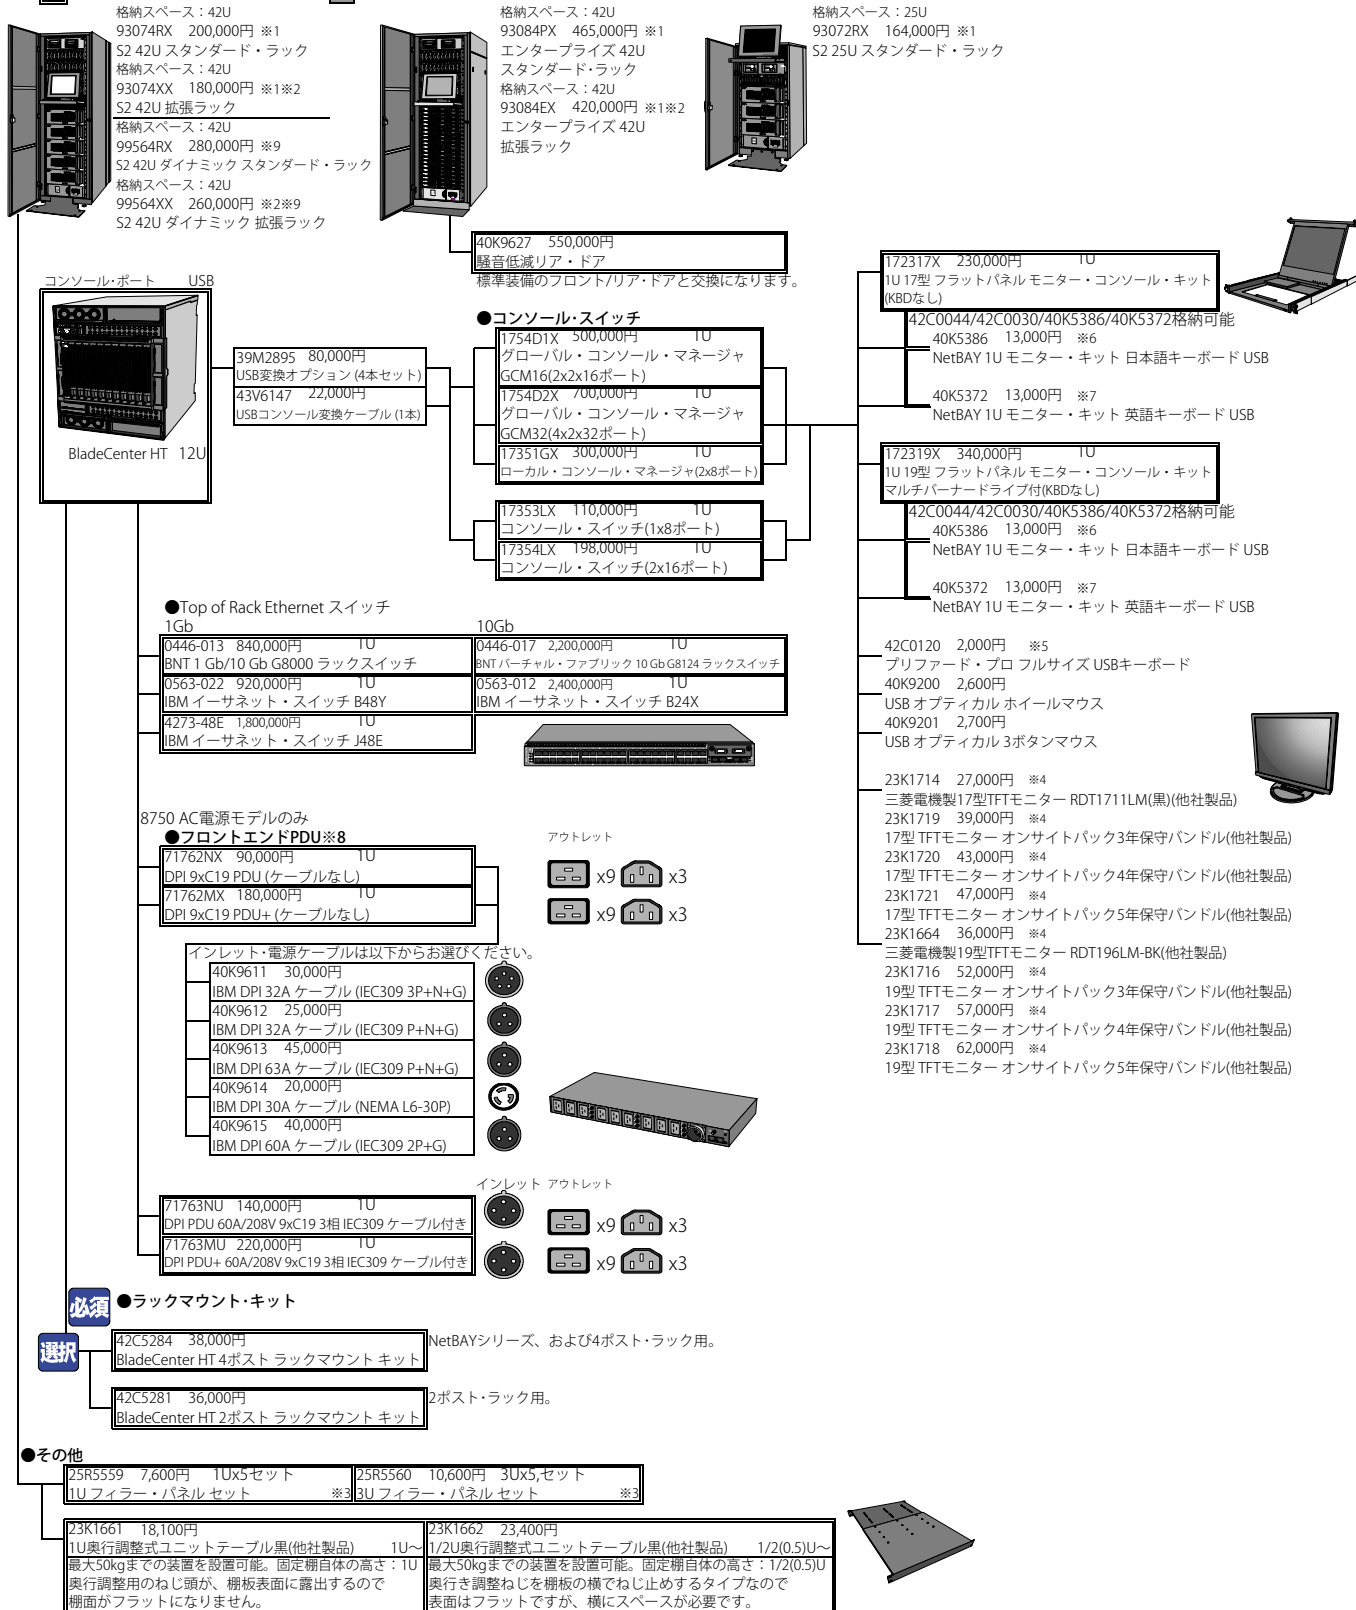 格納スペース：42U
93074RX 200,000円 ※1
S2 42U スタンダード・ラック
格納スペース：42U
93074XX 180,000円 ※1※2
S2 42U 拡張ラック
格納スペース：42U
99564RX 280,000円 ※9
S2 42U ダイナミック スタンダード・ラック
格納スペース：42U
99564XX 260,000円 ※2※9
S2 42U ダイナミック 拡張ラック
格納スペース：42U
93084PX 465,000円 ※1
エンタープライズ 42U
スタンダード・ラック
格納スペース：42U
93084EX 420,000円 ※1※2
エンタープライズ 42U
拡張ラック
格納スペース：25U
93072RX 164,000円 ※1
S2 25U スタンダード・ラック
40K9627 550,000円
騒音低減リア・ドア
標準装備のフロント/リア・ドアと交換になります。
コンソール・ポート USB
BladeCenter HT 12U
39M2895 80,000円
USB変換オプション (4本セット)
43V6147 22,000円
USBコンソール変換ケーブル (1本)
●コンソール・スイッチ
1754D1X 500,000円 1U
グローバル・コンソール・マネージャ
GCM16(2x2x16ポート)
1754D2X 700,000円 1U
グローバル・コンソール・マネージャ
GCM32(4x2x32ポート)
17351GX 300,000円 1U
ローカル・コンソール・マネージャ(2x8ポート)
17353LX 110,000円 1U
コンソール・スイッチ(1x8ポート)
17354LX 198,000円 1U
コンソール・スイッチ(2x16ポート)
172317X 230,000円 1U
1U 17型 フラットパネル モニター・コンソール・キット
(KBDなし)
42C0044/42C0030/40K5386/40K5372格納可能
40K5386 13,000円 ※6
NetBAY 1U モニター・キット 日本語キーボード USB
40K5372 13,000円 ※7
NetBAY 1U モニター・キット 英語キーボード USB
172319X 340,000円 1U
1U 19型 フラットパネル モニター・コンソール・キット
マルチバーナードライブ付(KBDなし)
42C0044/42C0030/40K5386/40K5372格納可能
40K5386 13,000円 ※6
NetBAY 1U モニター・キット 日本語キーボード USB
40K5372 13,000円 ※7
NetBAY 1U モニター・キット 英語キーボード USB
42C0120 2,000円 ※5
プリファード・プロ フルサイズ USBキーボード
40K9200 2,600円
USB オプティカル ホイールマウス
40K9201 2,700円
USB オプティカル 3ボタンマウス
23K1714 27,000円 ※4
三菱電機製17型TFTモニター RDT1711LM(黒)(他社製品)
23K1719 39,000円 ※4
17型 TFTモニター オンサイトパック3年保守バンドル(他社製品)
23K1720 43,000円 ※4
17型 TFTモニター オンサイトパック4年保守バンドル(他社製品)
23K1721 47,000円 ※4
17型 TFTモニター オンサイトパック5年保守バンドル(他社製品)
23K1664 36,000円 ※4
三菱電機製19型TFTモニター RDT196LM-BK(他社製品)
23K1716 52,000円 ※4
19型 TFTモニター オンサイトパック3年保守バンドル(他社製品)
23K1717 57,000円 ※4
19型 TFTモニター オンサイトパック4年保守バンドル(他社製品)
23K1718 62,000円 ※4
19型 TFTモニター オンサイトパック5年保守バンドル(他社製品)
●Top of Rack Ethernet スイッチ
1Gb 10Gb
0446-013 840,000円 1U
BNT 1 Gb/10 Gb G8000 ラックスイッチ
0446-017 2,200,000円 1U
BNT バーチャル・ファブリック 10 Gb G8124 ラックスイッチ
0563-022 920,000円 1U
IBM イーサネット・スイッチ B48Y
0563-012 2,400,000円 1U
IBM イーサネット・スイッチ B24X
4273-48E 1,800,000円 1U
IBM イーサネット・スイッチ J48E
8750 AC電源モデルのみ
●フロントエンドPDU※8
アウトレット
71762NX 90,000円 1U
DPI 9xC19 PDU (ケーブルなし)
x9 x3
71762MX 180,000円 1U
DPI 9xC19 PDU+ (ケーブルなし)
x9 x3
インレット・電源ケーブルは以下からお選びください。
40K9611 30,000円
IBM DPI 32A ケーブル (IEC309 3P+N+G)
40K9612 25,000円
IBM DPI 32A ケーブル (IEC309 P+N+G)
40K9613 45,000円
IBM DPI 63A ケーブル (IEC309 P+N+G)
40K9614 20,000円
IBM DPI 30A ケーブル (NEMA L6-30P)
40K9615 40,000円
IBM DPI 60A ケーブル (IEC309 2P+G)
インレット アウトレット
71763NU 140,000円 1U
DPI PDU 60A/208V 9xC19 3相 IEC309 ケーブル付き
x9 x3
71763MU 220,000円 1U
DPI PDU+ 60A/208V 9xC19 3相 IEC309 ケーブル付き
x9 x3
必須
●ラックマウント・キット
選択
42C5284 38,000円
BladeCenter HT 4ポスト ラックマウント キット
NetBAYシリーズ、および4ポスト・ラック用。
42C5281 36,000円
BladeCenter HT 2ポスト ラックマウント キット
2ポスト・ラック用。
●その他
25R5559 7,600円 1Ux5セット
1U フィラー・パネル セット ※3
25R5560 10,600円 3Ux5,セット
3U フィラー・パネル セット ※3
23K1661 18,100円
1U奥行調整式ユニットテーブル黒(他社製品) 1U～
最大50kgまでの装置を設置可能。固定棚自体の高さ：1U
奥行調整用のねじ頭が、棚板表面に露出するので
棚面がフラットになりません。
23K1662 23,400円
1/2U奥行調整式ユニットテーブル黒(他社製品) 1/2(0.5)U～
最大50kgまでの装置を設置可能。固定棚自体の高さ：1/2(0.5)U
奥行き調整ねじを棚板の横でねじ止めするタイプなので
表面はフラットですが、横にスペースが必要です。